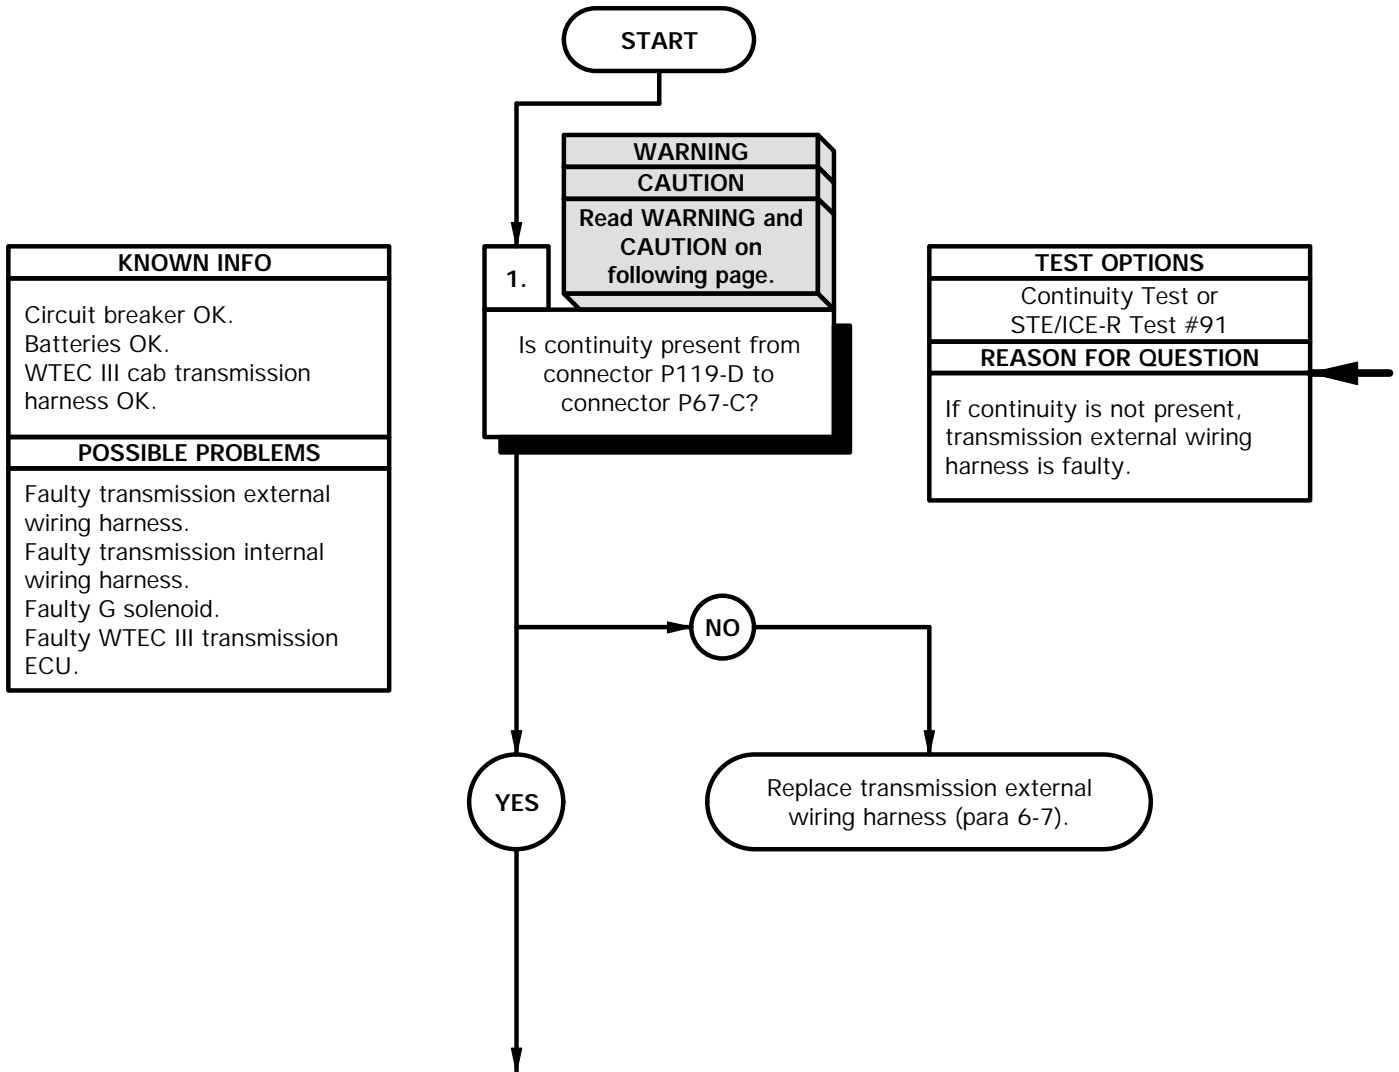 START
WARNING
CAUTION
Read WARNING and
CAUTION on
following page.
KNOWN INFO
Circuit breaker OK.
Batteries OK.
WTEC III cab transmission
harness OK.
POSSIBLE PROBLEMS
Faulty transmission external
wiring harness.
Faulty transmission internal
wiring harness.
Faulty G solenoid.
Faulty WTEC III transmission
ECU.
1.
Is continuity present from
connector P119-D to
connector P67-C?
TEST OPTIONS
Continuity Test or
STE/ICE-R Test #91
REASON FOR QUESTION
If continuity is not present,
transmission external wiring
harness is faulty.
NO
YES
Replace transmission external
wiring harness (para 6-7).